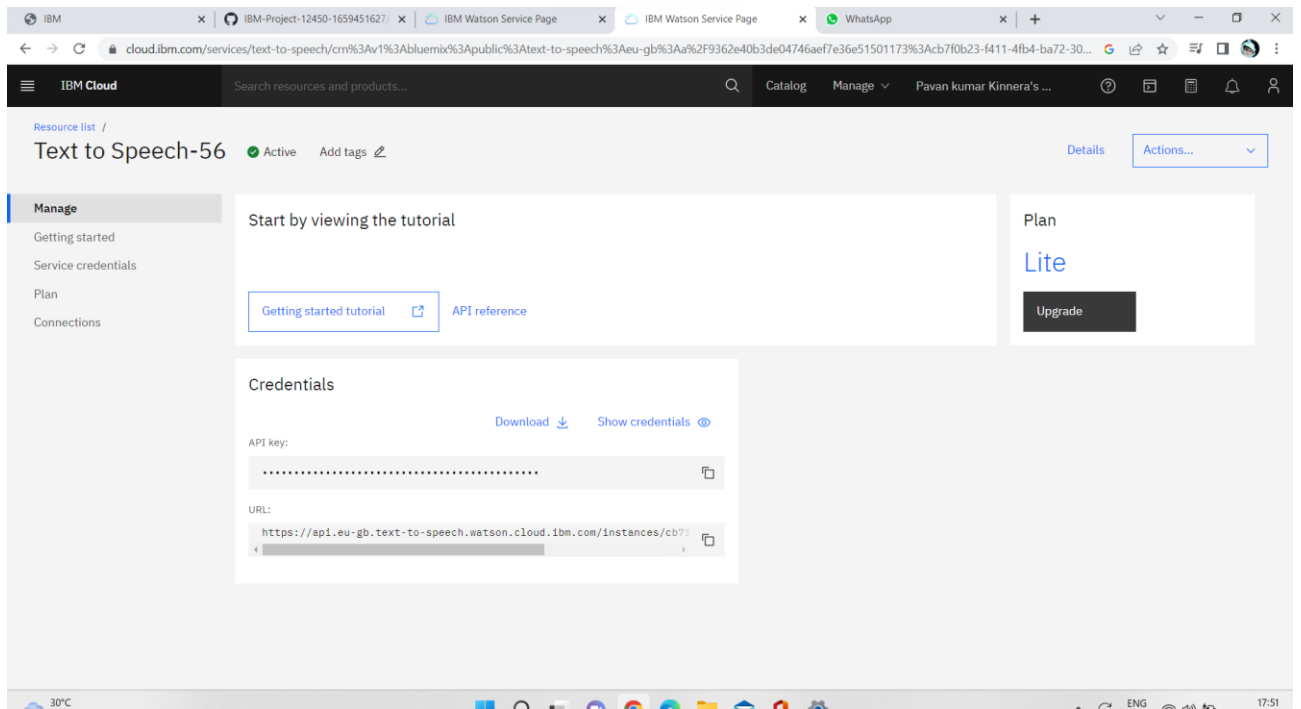 IBM
IBM-Project-12450-1659451627/
IBM Watson Service Page
IBM Watson Service Page
WhatsApp
cloud.ibm.com/services/text-to-speech/crn%3Av1%3Abluemix%3Apublic%3Atext-to-speech%3Aeu-gb%3Aa%2F9362e40b3de04746aef7e36e51501173%3Acb7f0b23-f411-4fb4-ba72-30...
IBM Cloud
Search resources and products...
Catalog
Manage
Pavan kumar Kinnera's ...
Resource list /
Text to Speech-56
Active
Add tags
Details
Actions...
Manage
Getting started
Service credentials
Plan
Connections
Start by viewing the tutorial
Getting started tutorial
API reference
Plan
Lite
Upgrade
Credentials
Download
Show credentials
API key:
••••••••••••••••••••••••••••••••••••••••••••
URL:
https://api.eu-gb.text-to-speech.watson.cloud.ibm.com/instances/cb7f
30°C
ENG
17:51